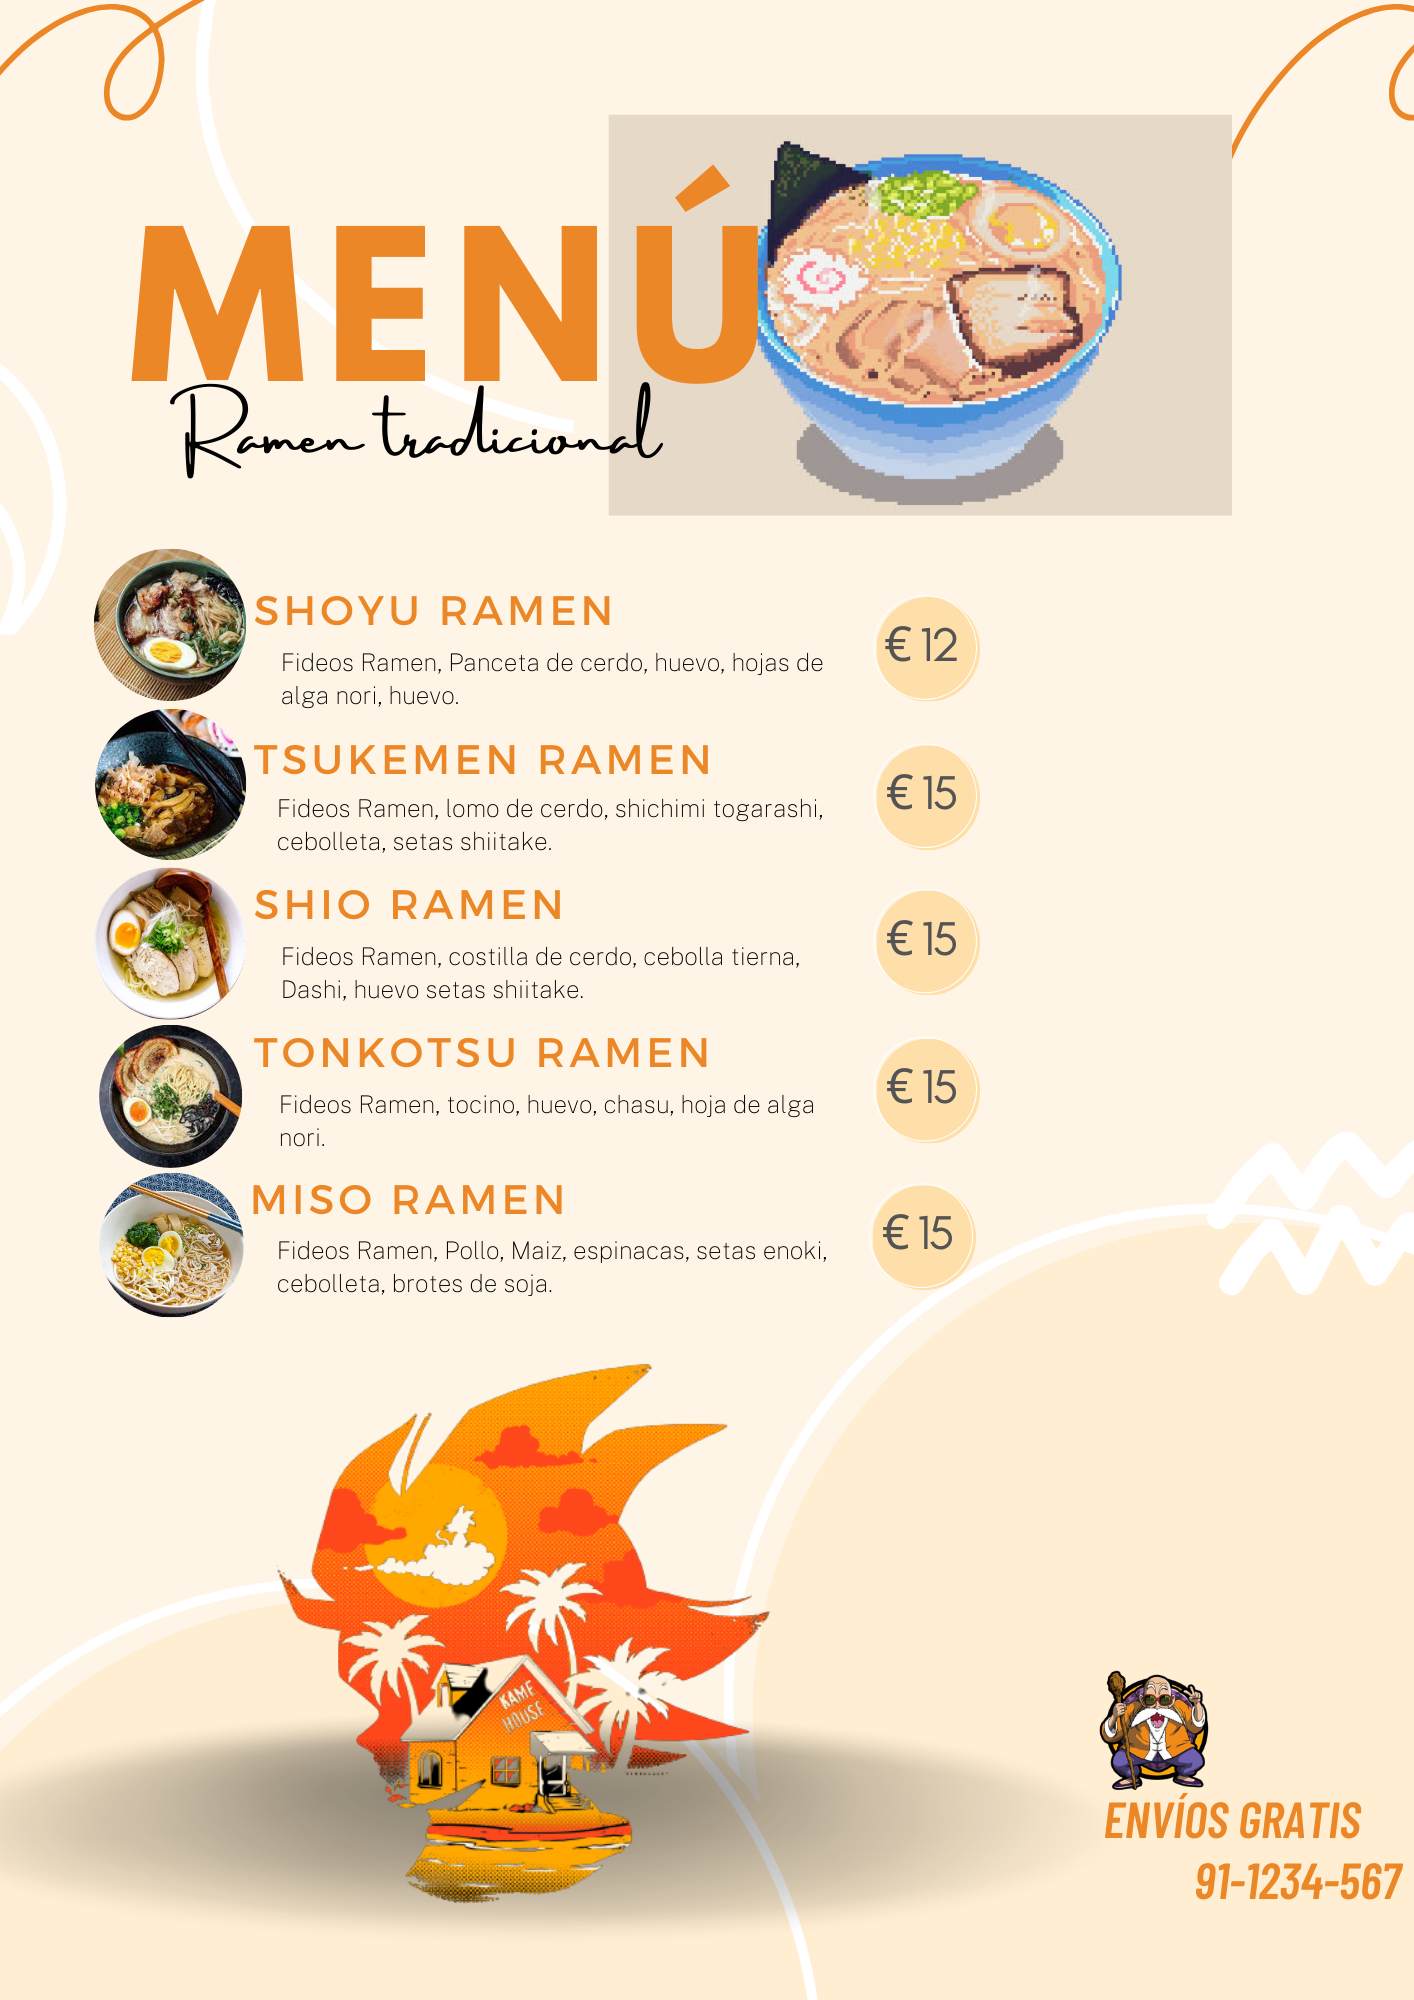 MENÚ
Ramen tradicional
SHOYU RAMEN
€ 12
Fideos Ramen, Panceta de cerdo, huevo, hojas de
alga nori, huevo.
TSUKEMEN RAMEN
€ 15
Fideos Ramen, lomo de cerdo, shichimi togarashi,
cebolleta, setas shiitake.
SHIO RAMEN
€ 15
Fideos Ramen, costilla de cerdo, cebolla tierna,
Dashi, huevo setas shiitake.
TONKOTSU RAMEN
€ 15
Fideos Ramen, tocino, huevo, chasu, hoja de alga
nori.
MISO RAMEN
€ 15
Fideos Ramen, Pollo, Maiz, espinacas, setas enoki,
cebolleta, brotes de soja.
KAME
HOUSE
ENVÍOS GRATIS
91-1234-567